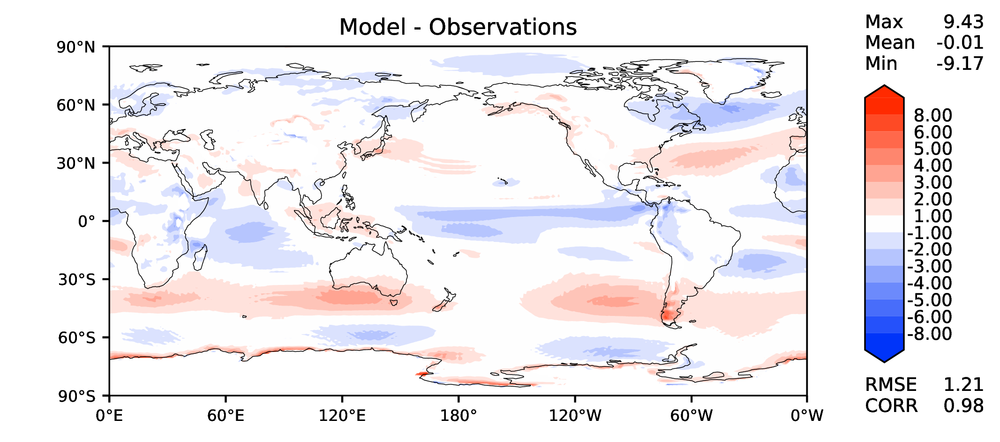 Model - Observations
Max 9.43
Mean -0.01
Min -9.17
90°N
60°N
30°N
0°
30°S
60°S
90°S
0°E 60°E 120°E 180° 120°W 60°W 0°W
8.00
6.00
5.00
4.00
3.00
2.00
1.00
-1.00
-2.00
-3.00
-4.00
-5.00
-6.00
-8.00
RMSE 1.21
CORR 0.98